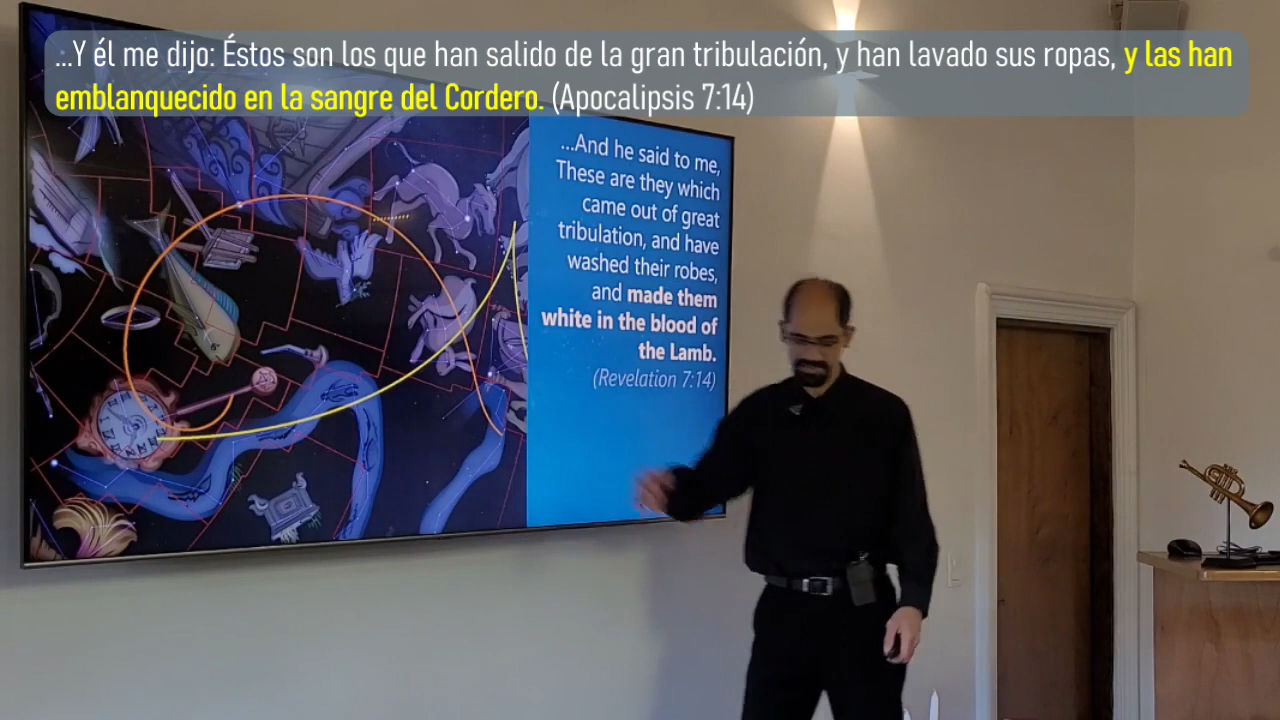 ...Y él me dijo: Éstos son los que han salido de la gran tribulación, y han lavado sus ropas, y las han
emblanquecido en la sangre del Cordero. (Apocalipsis 7:14)
...And he said to me,
These are they which
came out of great
tribulation, and have
washed their robes,
and made them
white in the blood of
the Lamb.
(Revelation 7:14)